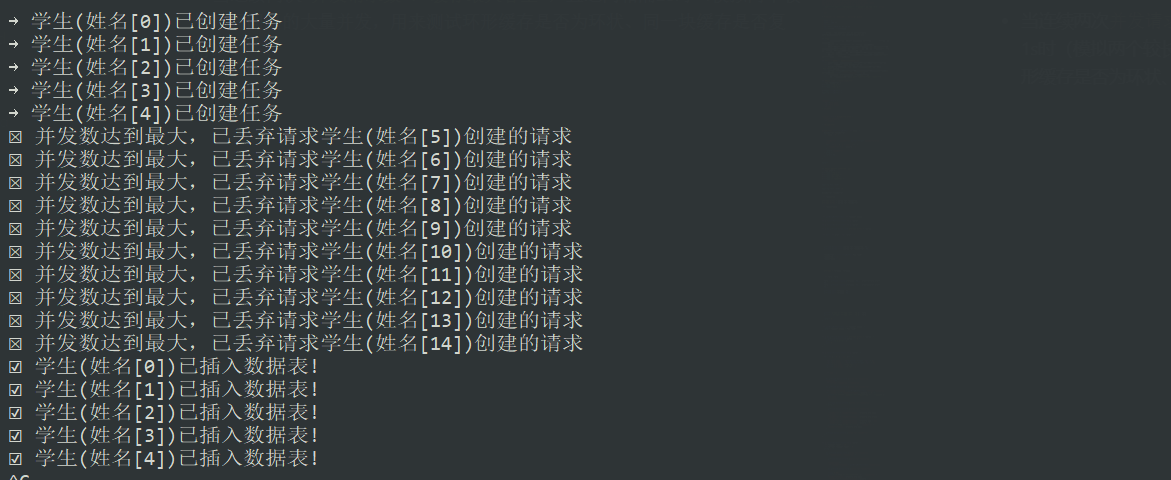 → 学生(姓名[0])已创建任务
→ 学生(姓名[1])已创建任务
→ 学生(姓名[2])已创建任务
→ 学生(姓名[3])已创建任务
→ 学生(姓名[4])已创建任务
☒ 并发数达到最大，已丢弃请求学生(姓名[5])创建的请求
☒ 并发数达到最大，已丢弃请求学生(姓名[6])创建的请求
☒ 并发数达到最大，已丢弃请求学生(姓名[7])创建的请求
☒ 并发数达到最大，已丢弃请求学生(姓名[8])创建的请求
☒ 并发数达到最大，已丢弃请求学生(姓名[9])创建的请求
☒ 并发数达到最大，已丢弃请求学生(姓名[10])创建的请求
☒ 并发数达到最大，已丢弃请求学生(姓名[11])创建的请求
☒ 并发数达到最大，已丢弃请求学生(姓名[12])创建的请求
☒ 并发数达到最大，已丢弃请求学生(姓名[13])创建的请求
☒ 并发数达到最大，已丢弃请求学生(姓名[14])创建的请求
☑ 学生(姓名[0])已插入数据表!
☑ 学生(姓名[1])已插入数据表!
☑ 学生(姓名[2])已插入数据表!
☑ 学生(姓名[3])已插入数据表!
☑ 学生(姓名[4])已插入数据表!